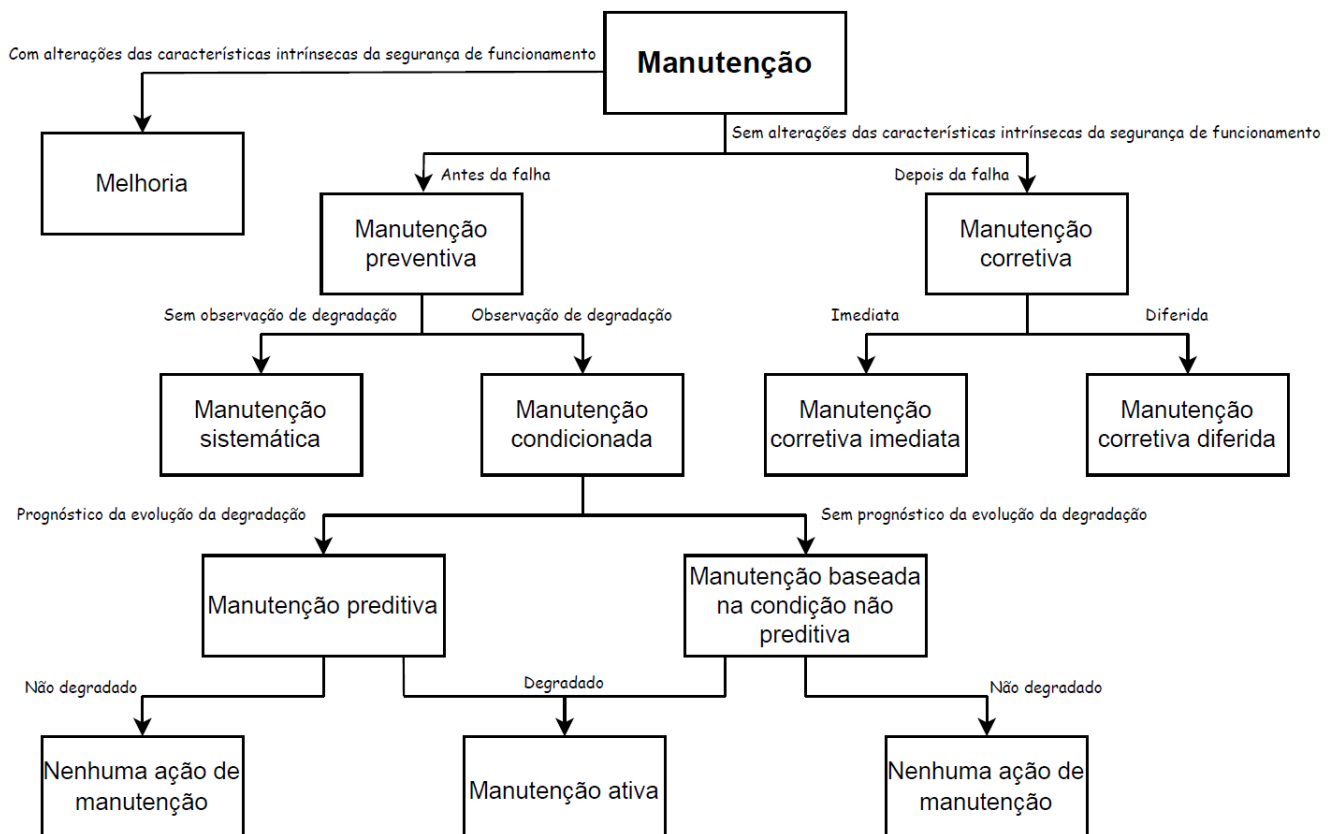 Com alterações das características intrínsecas da segurança de funcionamento
Manutenção
Sem alterações das características intrínsecas da segurança de funcionamento
Melhoria
Antes da falha
Depois da falha
Manutenção
preventiva
Manutenção
corretiva
Sem observação de degradação
Observação de degradação
Imediata
Diferida
Manutenção
sistemática
Manutenção
condicionada
Manutenção
corretiva imediata
Manutenção
corretiva diferida
Prognóstico da evolução da degradação
Sem prognóstico da evolução da degradação
Manutenção preditiva
Manutenção baseada
na condição não
preditiva
Não degradado
Degradado
Não degradado
Nenhuma ação de
manutenção
Manutenção ativa
Nenhuma ação de
manutenção